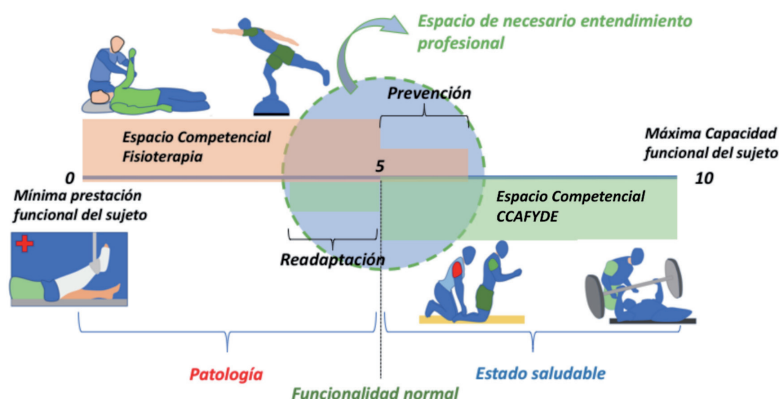 Espacio de necesario entendimiento
profesional
Prevención
Espacio Competencial
Fisioterapia
Máxima Capacidad
funcional del sujeto
0
5
10
Mínima prestación
funcional del sujeto
Espacio Competencial
CCAFYDE
Readaptación
Patología
Estado saludable
Funcionalidad normal